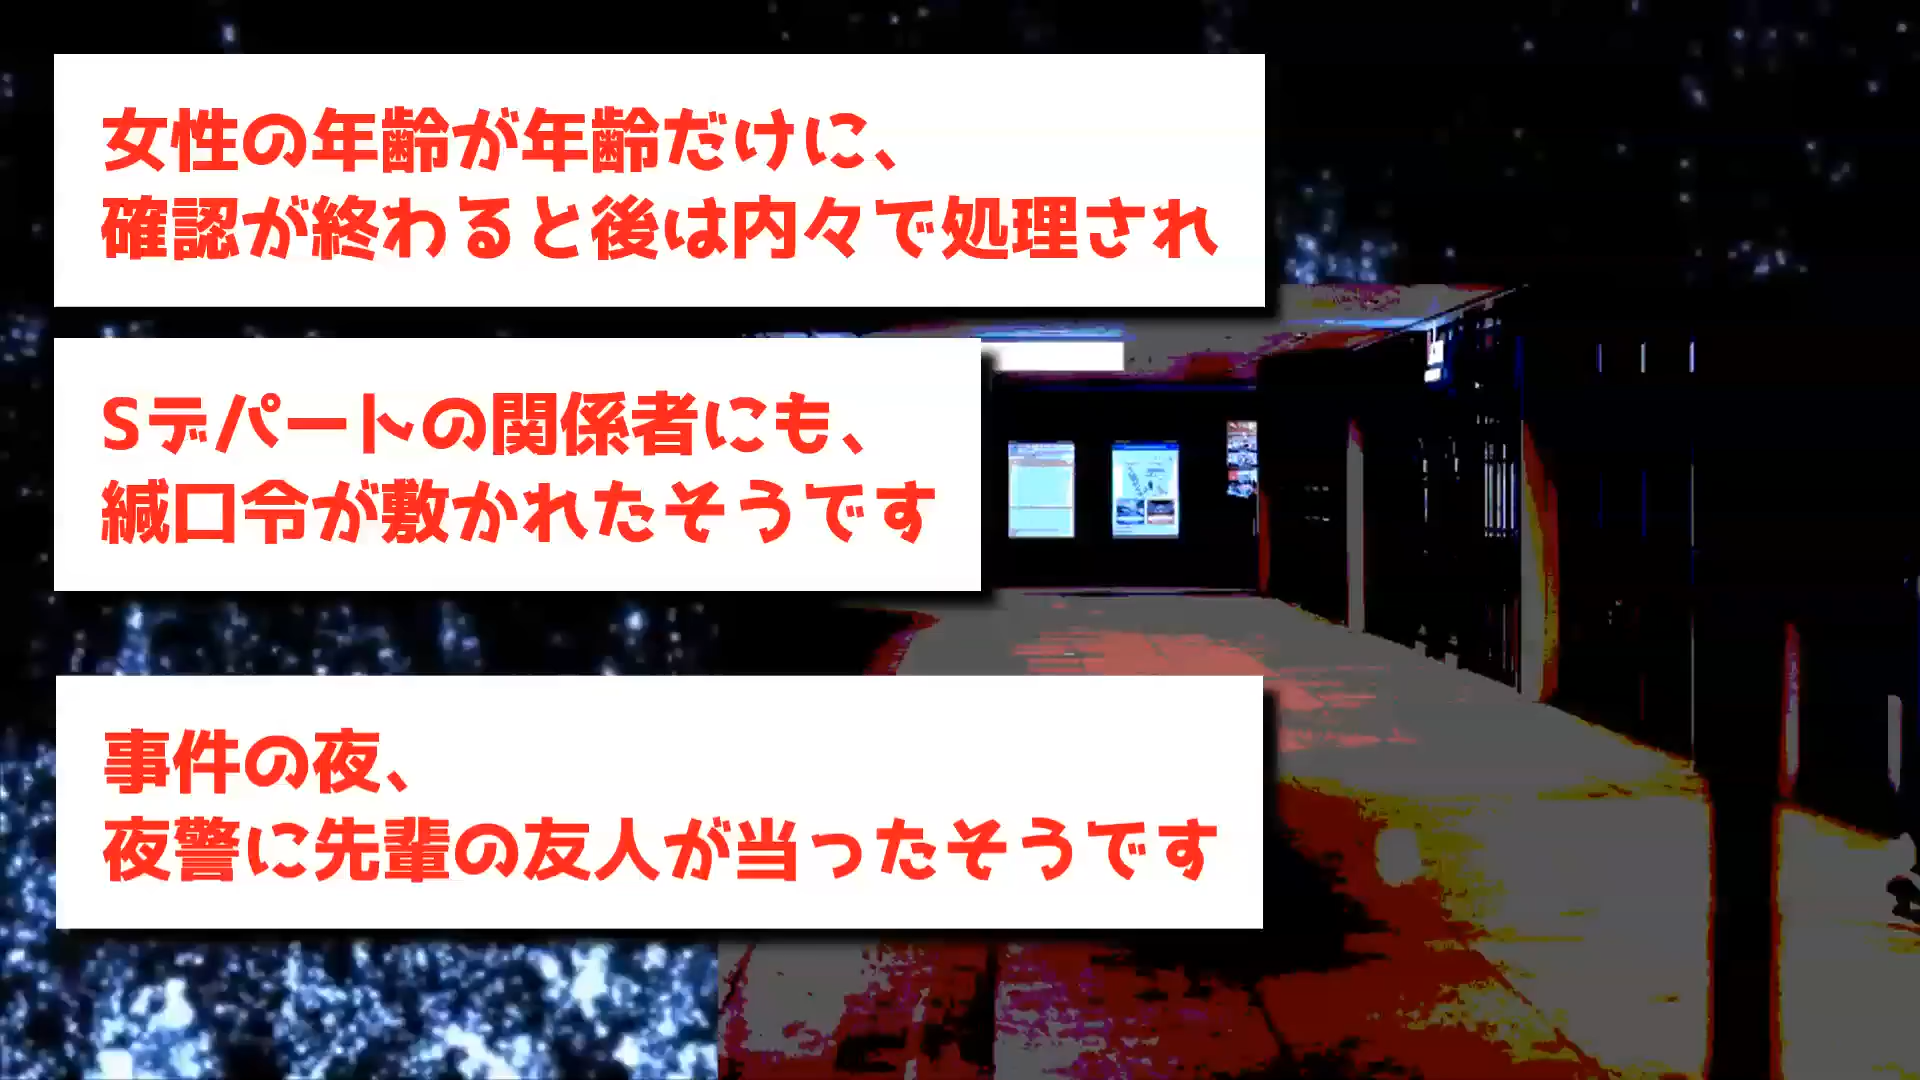 女性の年齢が年齢だけに、
確認が終わると後は内々で処理され
Sデパートの関係者にも、
緘口令が敷かれたそうです
事件の夜、
夜警に先輩の友人が当ったそうです